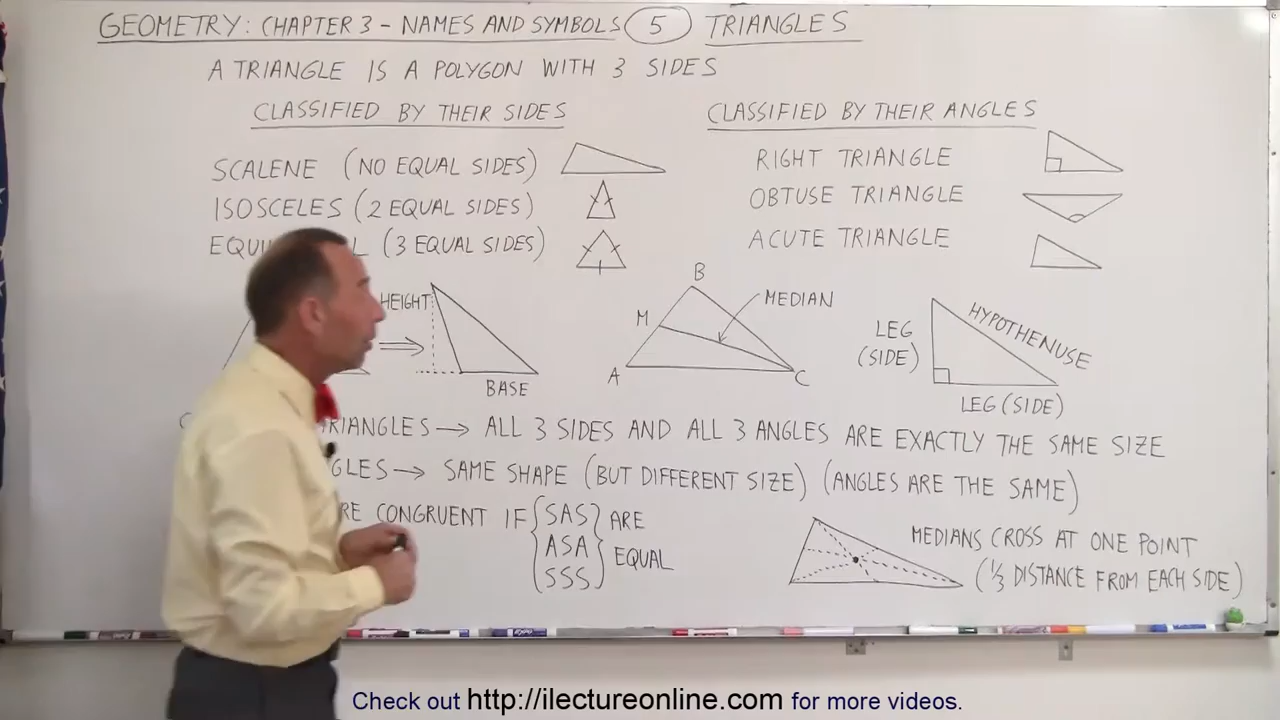 GEOMETRY: CHAPTER 3 - NAMES AND SYMBOLS 5 TRIANGLES
A TRIANGLE IS A POLYGON WITH 3 SIDES
CLASSIFIED BY THEIR SIDES
SCALENE (NO EQUAL SIDES)
ISOSCELES (2 EQUAL SIDES)
(3 EQUAL SIDES)
CLASSIFIED BY THEIR ANGLES
RIGHT TRIANGLE
OBTUSE TRIANGLE
ACUTE TRIANGLE
HEIGHT
BASE
B
MEDIAN
M
A
C
LEG
(SIDE)
HYPOTHENUSE
LEG (SIDE)
TRIANGLES → ALL 3 SIDES AND ALL 3 ANGLES ARE EXACTLY THE SAME SIZE
→ SAME SHAPE (BUT DIFFERENT SIZE) (ANGLES ARE THE SAME)
CONGRUENT IF { SAS } ARE
ASA
SSS
EQUAL
MEDIANS CROSS AT ONE POINT
(1/3 DISTANCE FROM EACH SIDE)
Check out http://ilectureonline.com for more videos.